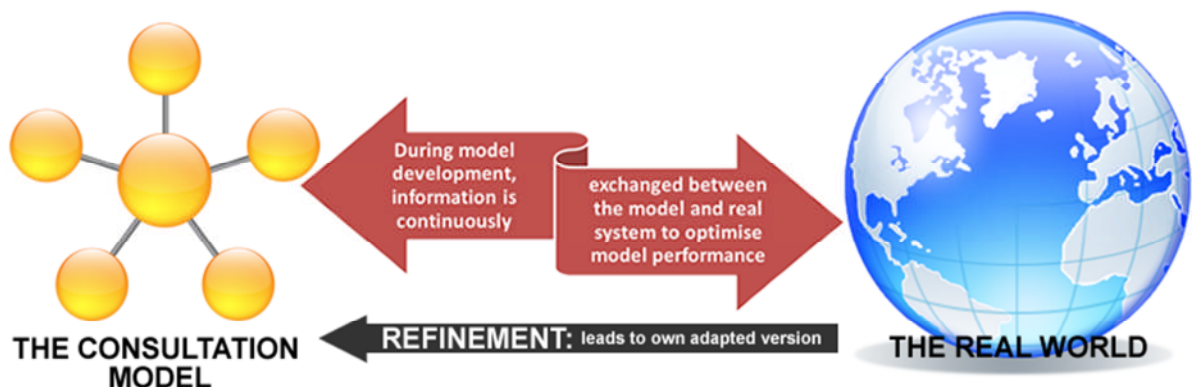 During model
development,
information is
continuously
exchanged between
the model and real
system to optimise
model performance
REFINEMENT: leads to own adapted version
THE CONSULTATION
MODEL
THE REAL WORLD